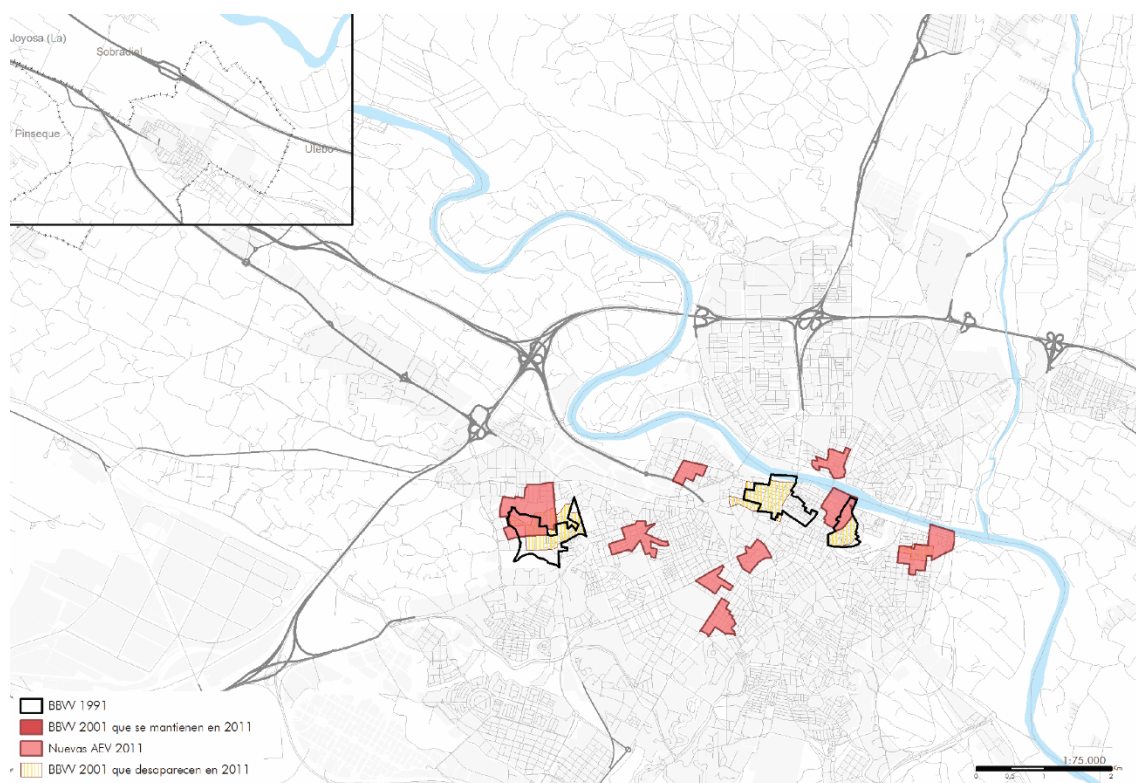 Joyosa (La)
Sobradiel
Pinseque
Utebo
BBVV 1991
BBVV 2001 que se mantienen en 2011
Nuevas AEV 2011
BBVV 2001 que desaparecen en 2011
1:75.000
0 0,5 1 2
Km